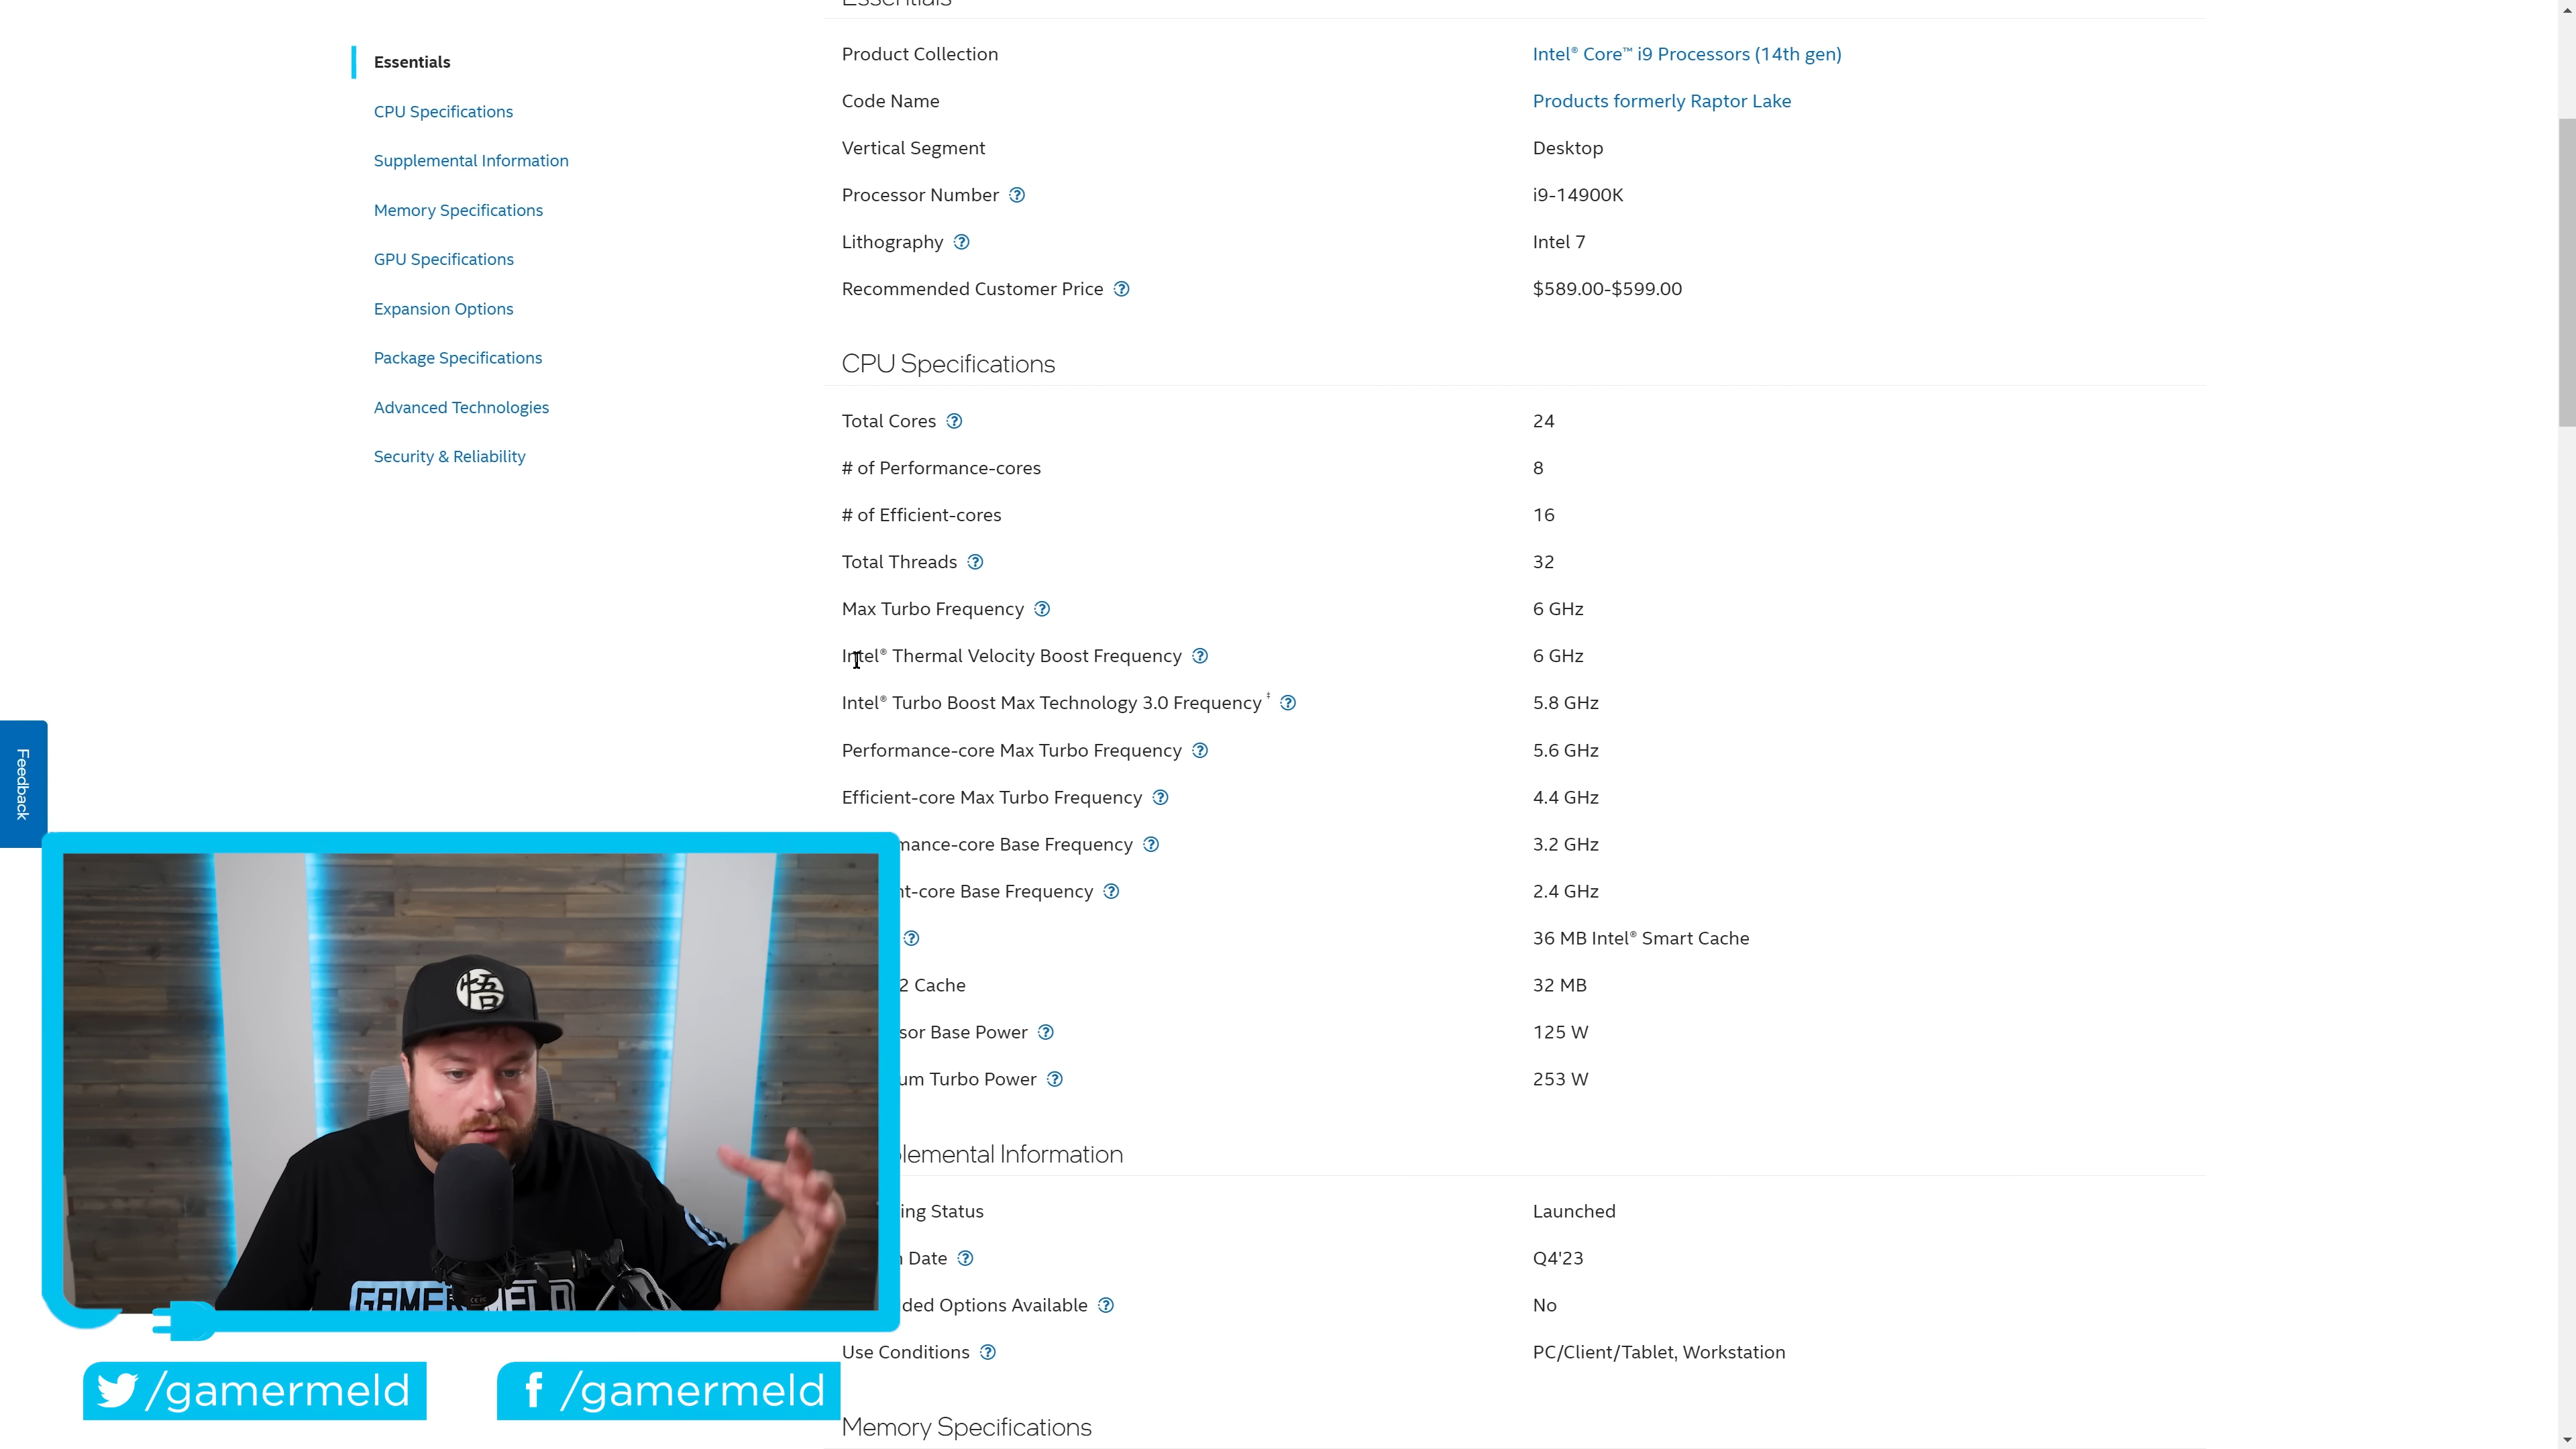 Essentials
Essentials
CPU Specifications
Supplemental Information
Memory Specifications
GPU Specifications
Expansion Options
Package Specifications
Advanced Technologies
Security & Reliability
Product Collection Intel® Core™ i9 Processors (14th gen)
Code Name Products formerly Raptor Lake
Vertical Segment Desktop
Processor Number ? i9-14900K
Lithography ? Intel 7
Recommended Customer Price ? $589.00-$599.00
CPU Specifications
Total Cores ? 24
# of Performance-cores 8
# of Efficient-cores 16
Total Threads ? 32
Max Turbo Frequency ? 6 GHz
Intel® Thermal Velocity Boost Frequency ? 6 GHz
Intel® Turbo Boost Max Technology 3.0 Frequency ‡ ? 5.8 GHz
Performance-core Max Turbo Frequency ? 5.6 GHz
Efficient-core Max Turbo Frequency ? 4.4 GHz
mance-core Base Frequency ? 3.2 GHz
nt-core Base Frequency ? 2.4 GHz
? 36 MB Intel® Smart Cache
2 Cache 32 MB
sor Base Power ? 125 W
um Turbo Power ? 253 W
lemental Information
ing Status Launched
Date ? Q4'23
ded Options Available ? No
Use Conditions ? PC/Client/Tablet, Workstation
Memory Specifications
Feedback
悟
/gamermeld
/gamermeld